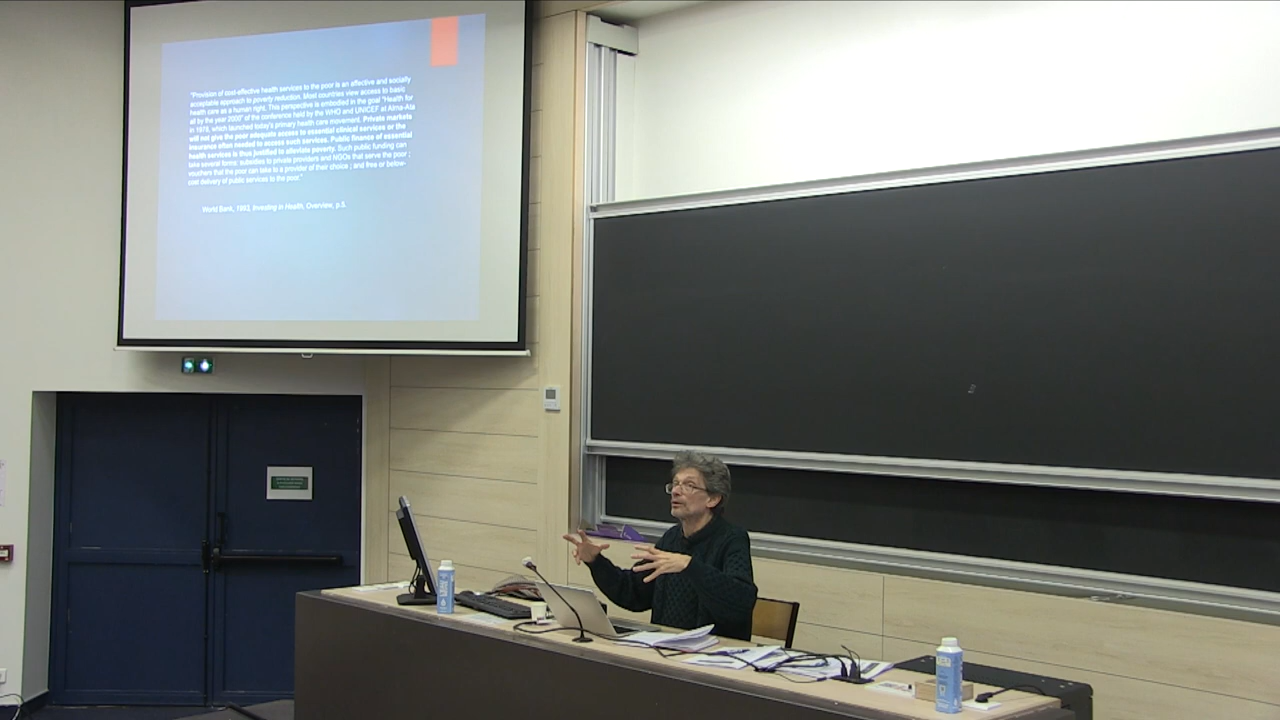 "Provision of cost-effective health services to the poor is an effective and socially
acceptable approach to poverty reduction. Most countries view access to basic
health care as a human right. This perspective is embodied in the goal "Health for
all by the year 2000" of the conference held by the WHO and UNICEF at Alma-Ata
in 1978, which launched today's primary health care movement. Private markets
will not give the poor adequate access to essential clinical services or the
insurance often needed to access such services. Public finance of essential
health services is thus justified to alleviate poverty. Such public funding can
take several forms: subsidies to private providers and NGOs that serve the poor ;
vouchers that the poor can take to a provider of their choice ; and free or below-
cost delivery of public services to the poor."
World Bank, 1993, Investing in Health, Overview, p.5.